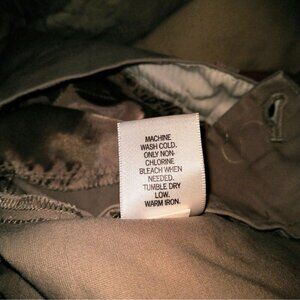 MACHINE
WASH COLD.
ONLY NON-
CHLORINE
BLEACH WHEN
NEEDED.
TUMBLE DRY
LOW.
WARM IRON.